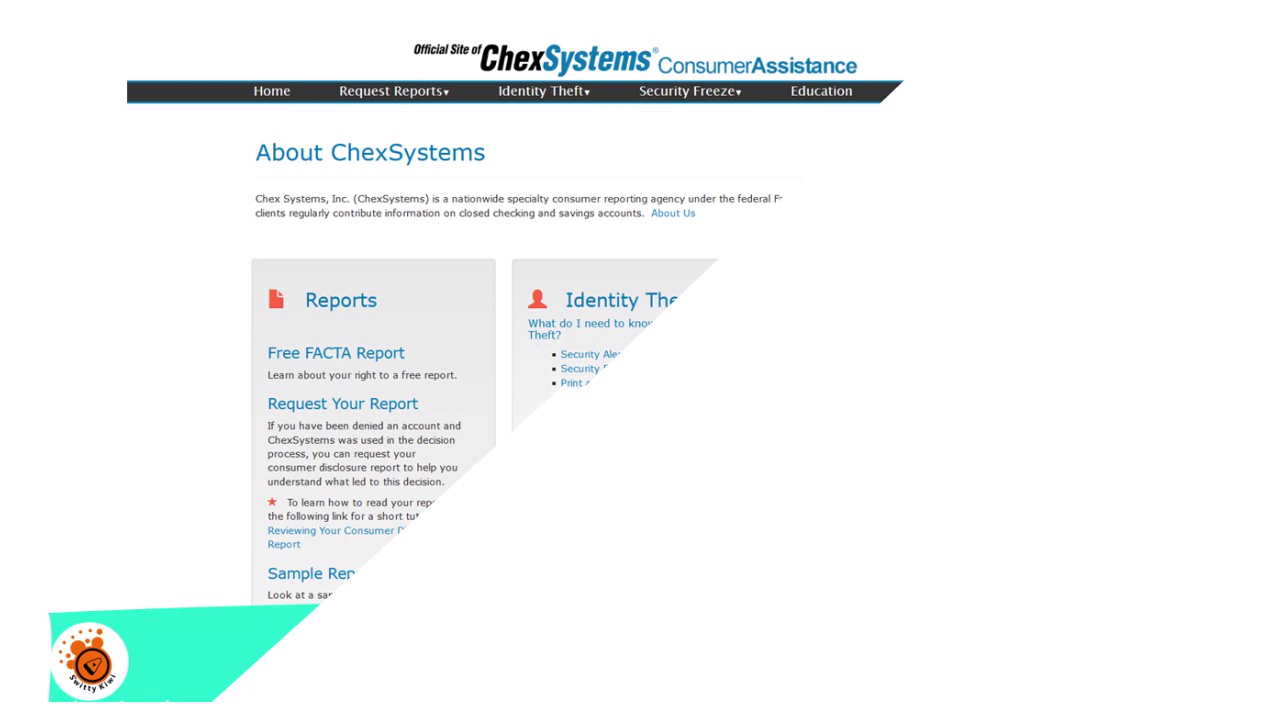 Official Site of ChexSystems® ConsumerAssistance
Home Request Reports▾ Identity Theft▾ Security Freeze▾ Education
About ChexSystems
Chex Systems, Inc. (ChexSystems) is a nationwide specialty consumer reporting agency under the federal
clients regularly contribute information on closed checking and savings accounts. About Us
Reports
Free FACTA Report
Learn about your right to a free report.
Request Your Report
If you have been denied an account and
ChexSystems was used in the decision
process, you can request your
consumer disclosure report to help you
understand what led to this decision.
★ To learn how to read your
the following link for a short
Reviewing Your Consumer
Report
Sample
Look at a
Identity
What do I need to
Theft?
▪ Security
▪ Security
▪ Print
Switty Kiwi